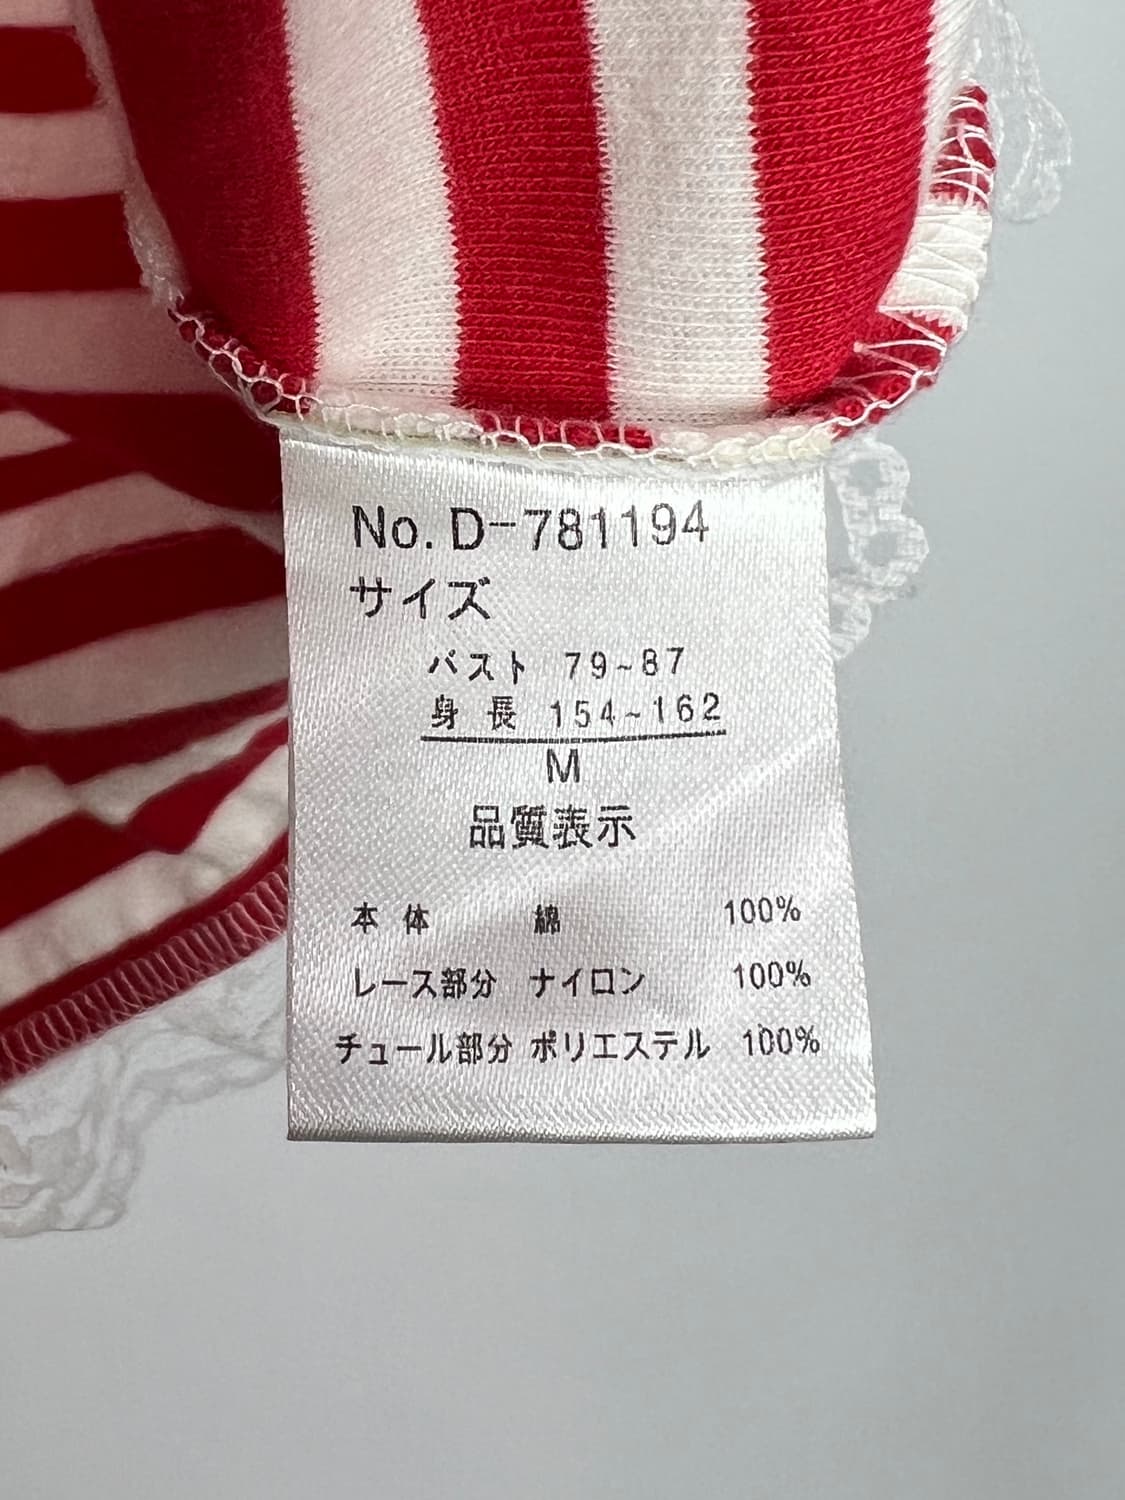 No. D-781194
サイズ
バスト 79~87
身長 154~162
M
品質表示
本体 綿 100%
レース部分 ナイロン 100%
チュール部分 ポリエステル 100%